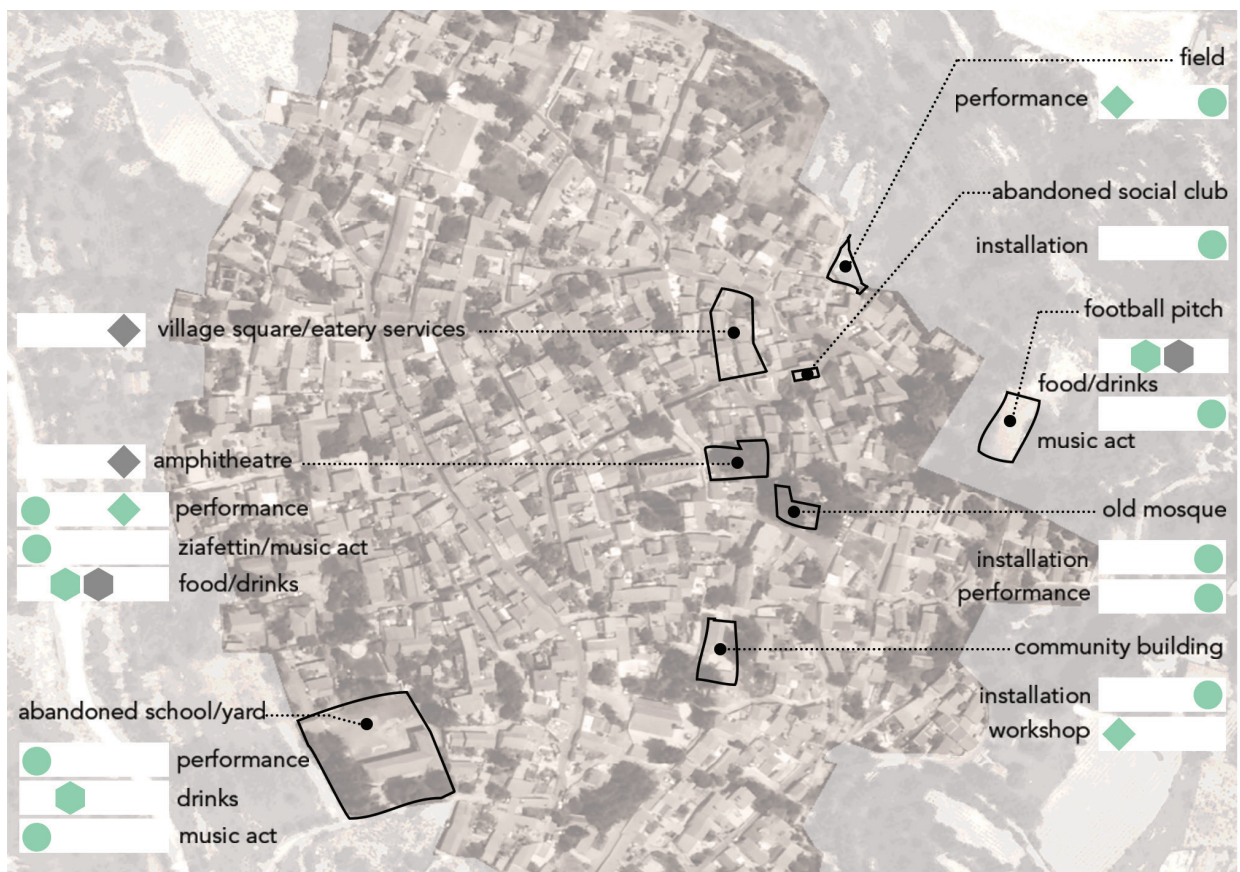 field
performance
abandoned social club
installation
football pitch
food/drinks
music act
old mosque
installation
performance
community building
installation
workshop
village square/eatery services
amphitheatre
performance
ziafettin/music act
food/drinks
abandoned school/yard
performance
drinks
music act